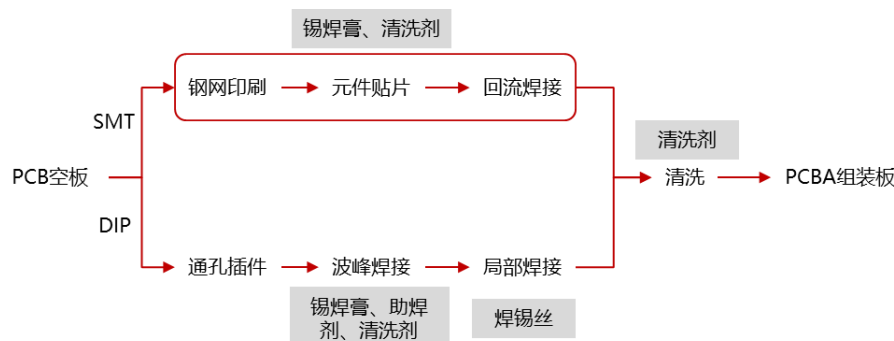 锡焊膏、清洗剂
钢网印刷
元件贴片
回流焊接
SMT
清洗剂
PCB空板
清洗
PCBA组装板
DIP
通孔插件
波峰焊接
局部焊接
锡焊膏、助焊
剂、清洗剂
焊锡丝